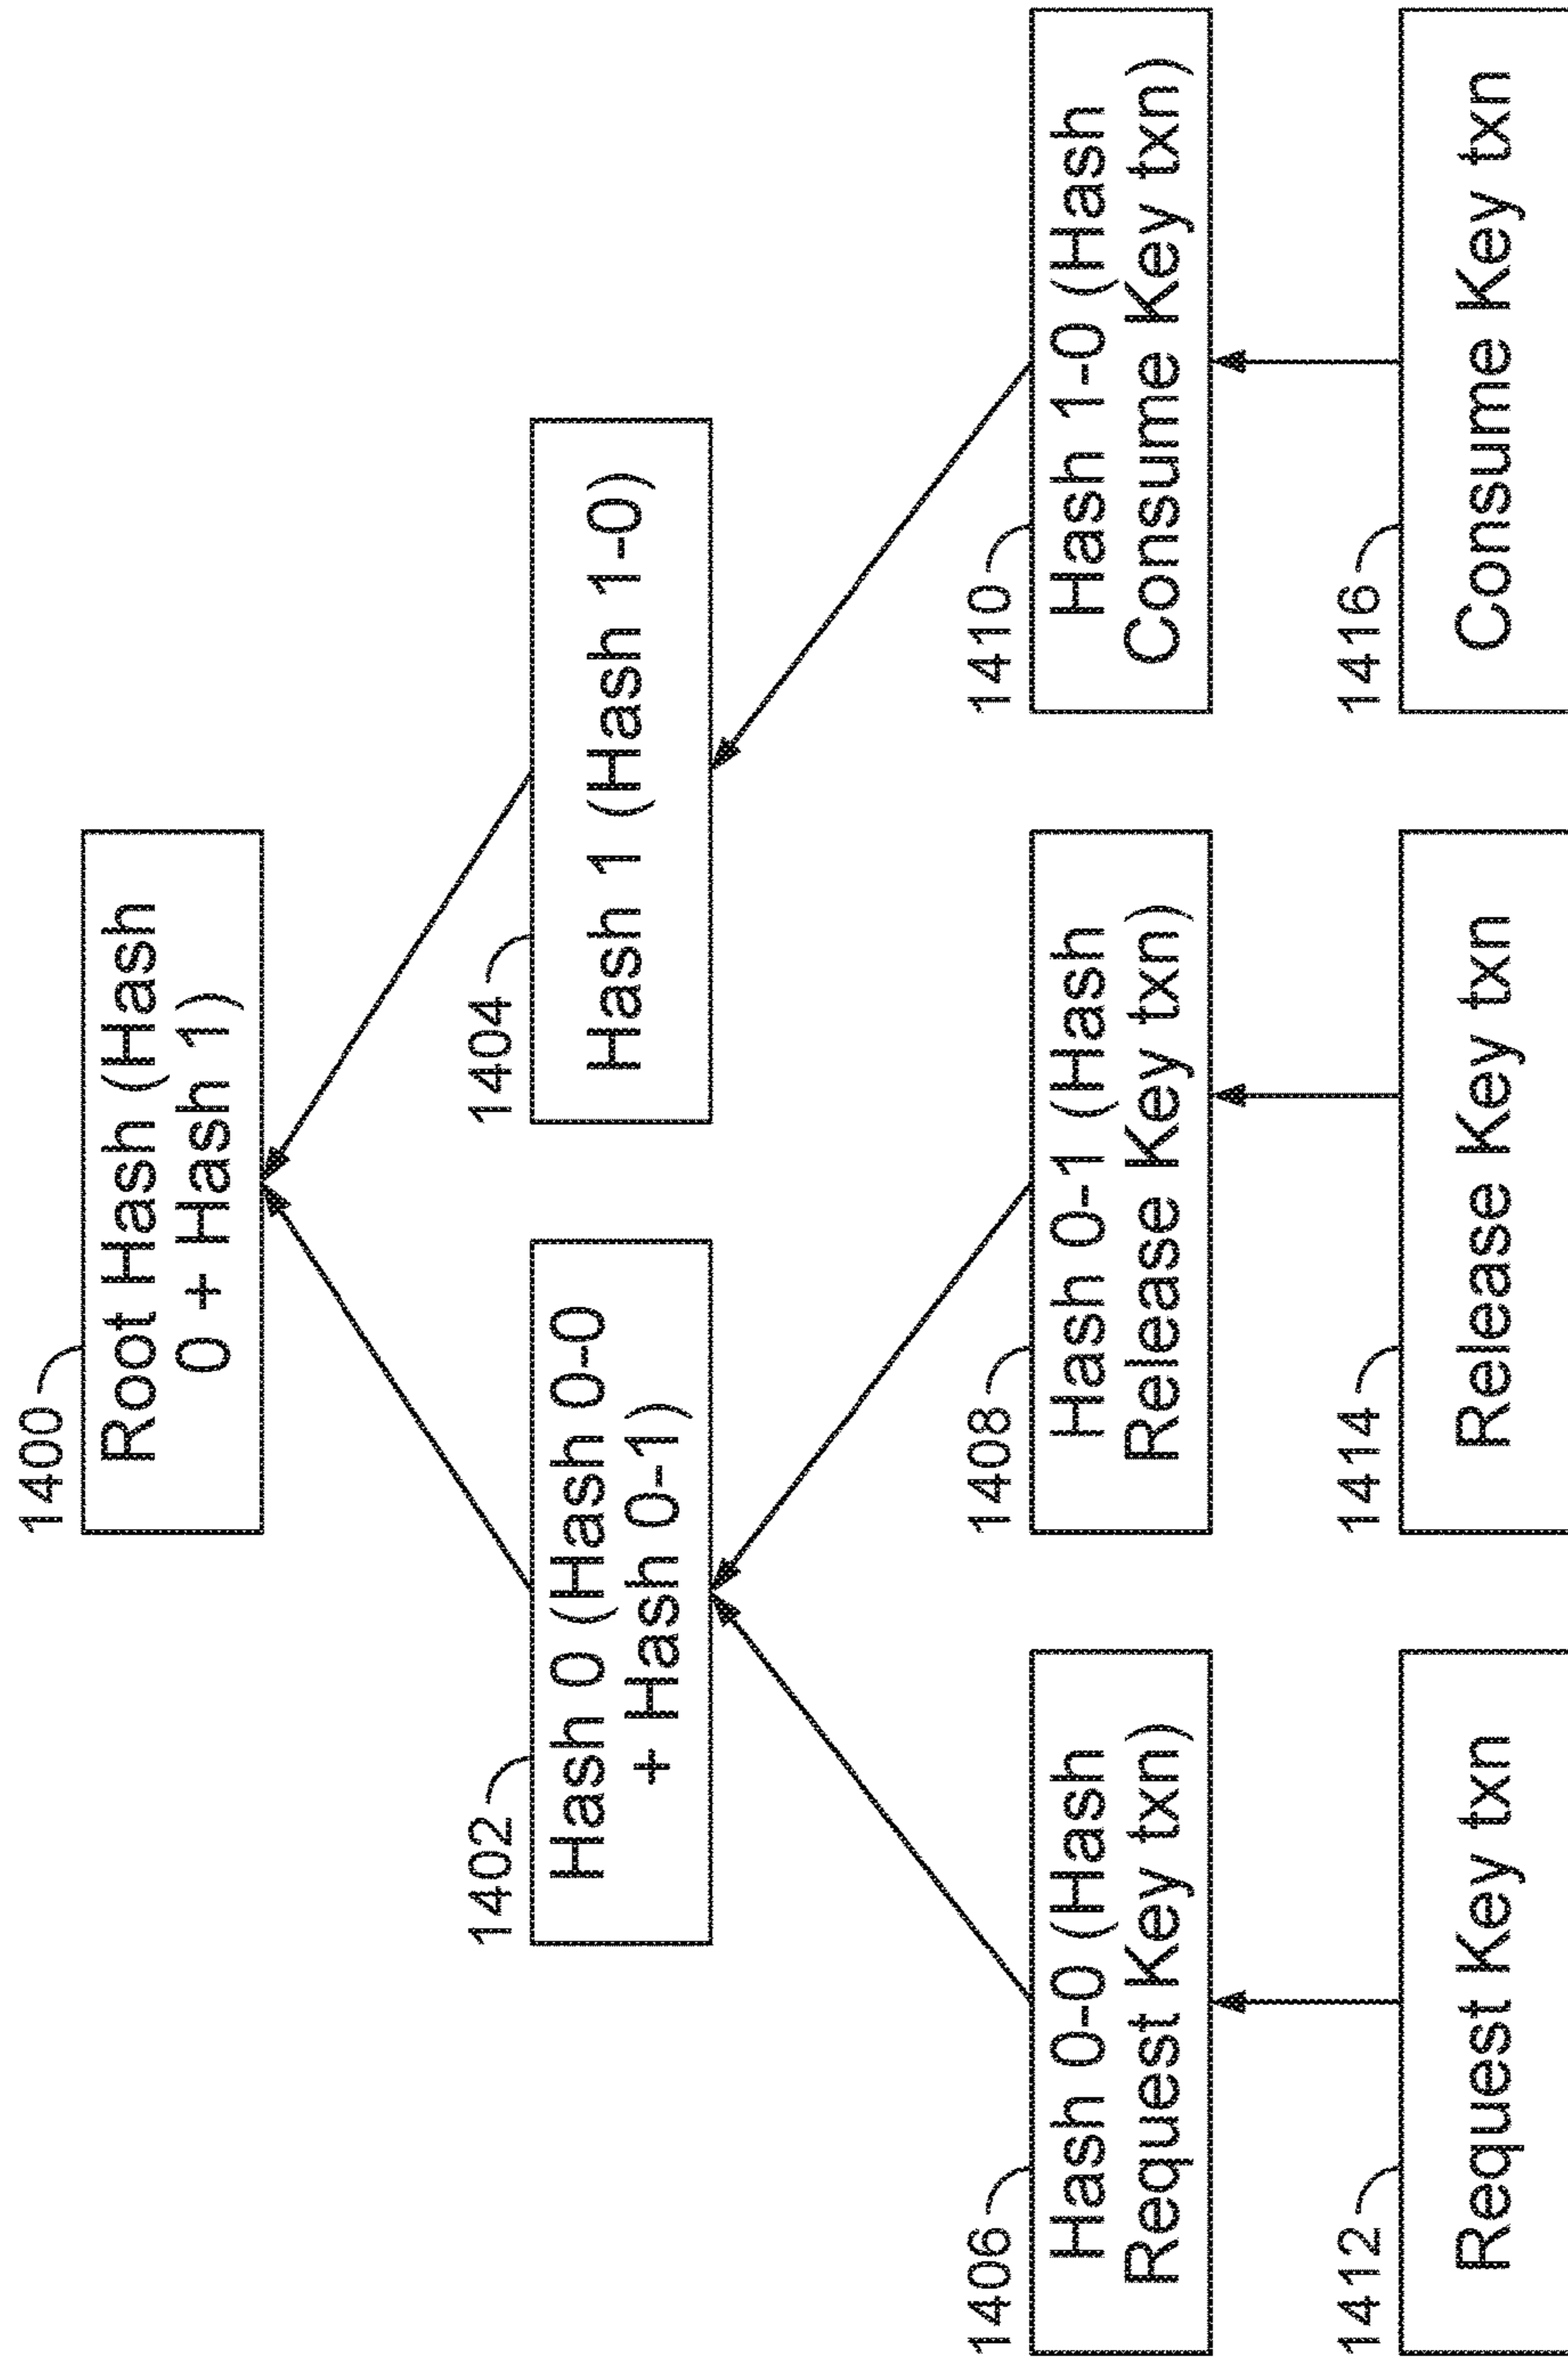 1400
Root Hash (Hash
0 + Hash 1)
1402
Hash 0 (Hash 0-0
+ Hash 0-1)
1404
Hash 1 (Hash 1-0)
1406
Hash 0-0 (Hash
Request Key txn)
1408
Hash 0-1 (Hash
Release Key txn)
1410
Hash 1-0 (Hash
Consume Key txn)
1412
Request Key txn
1414
Release Key txn
1416
Consume Key txn